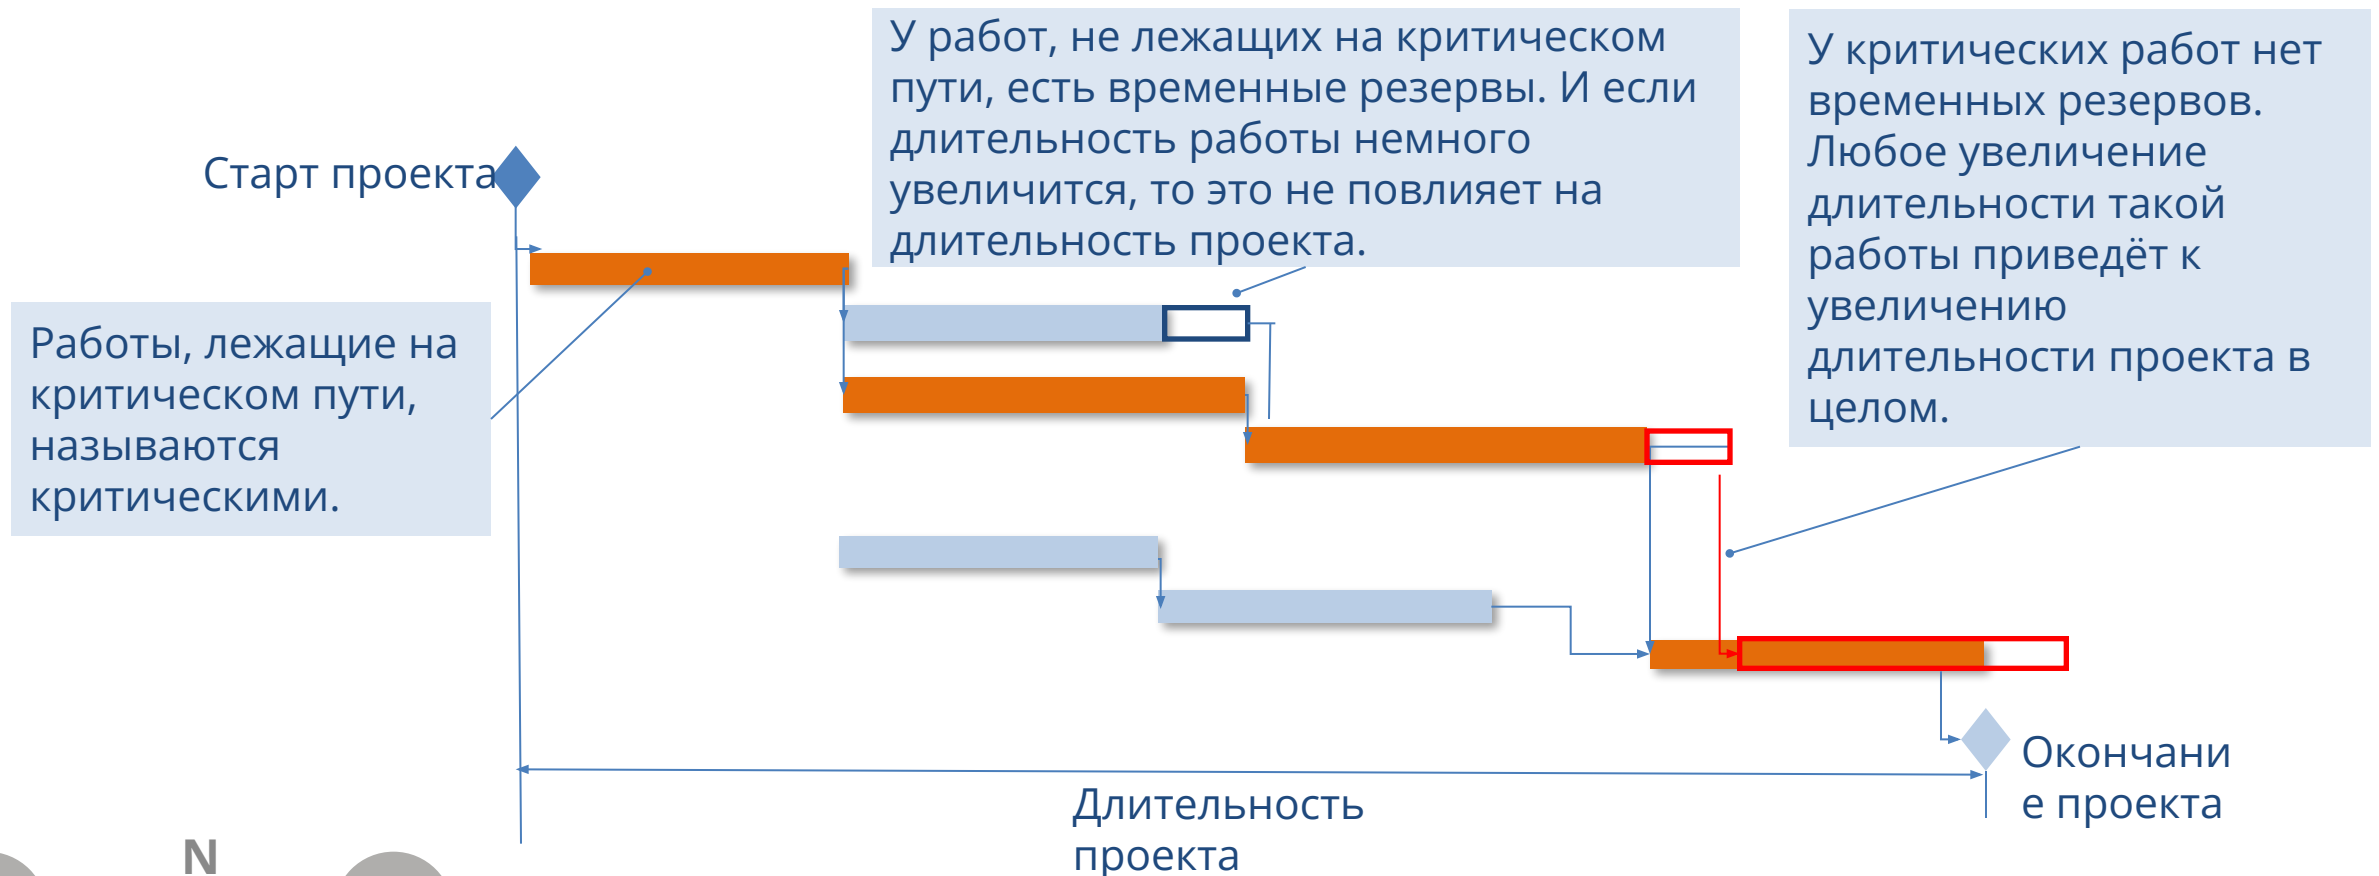 У работ, не лежащих на критическом
пути, есть временные резервы. И если
длительность работы немного
увеличится, то это не повлияет на
длительность проекта.
У критических работ нет
временных резервов.
Любое увеличение
длительности такой
работы приведёт к
увеличению
длительности проекта в
целом.
Старт проекта
Работы, лежащие на
критическом пути,
называются
критическими.
Окончани
е проекта
Длительность
проекта
N